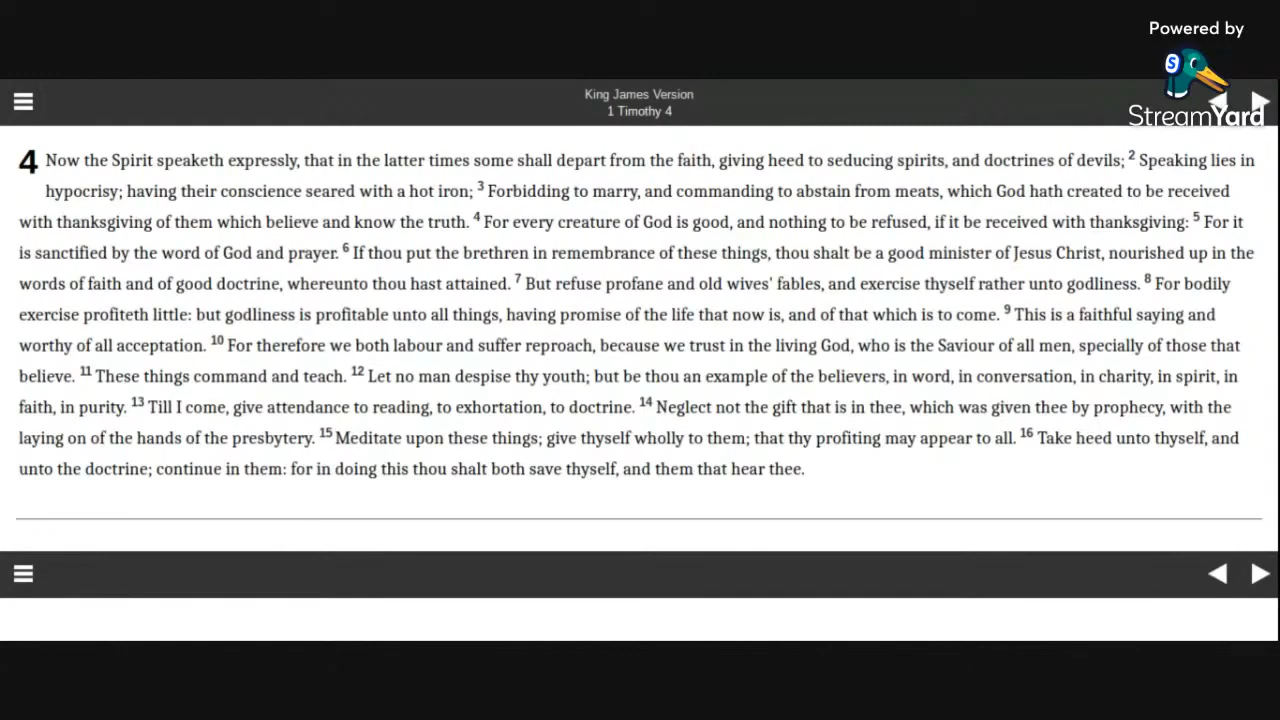 Powered by
StreamYard
King James Version
1 Timothy 4
4 Now the Spirit speaketh expressly, that in the latter times some shall depart from the faith, giving heed to seducing spirits, and doctrines of devils; 2 Speaking lies in
hypocrisy; having their conscience seared with a hot iron; 3 Forbidding to marry, and commanding to abstain from meats, which God hath created to be received
with thanksgiving of them which believe and know the truth. 4 For every creature of God is good, and nothing to be refused, if it be received with thanksgiving: 5 For it
is sanctified by the word of God and prayer. 6 If thou put the brethren in remembrance of these things, thou shalt be a good minister of Jesus Christ, nourished up in the
words of faith and of good doctrine, whereunto thou hast attained. 7 But refuse profane and old wives' fables, and exercise thyself rather unto godliness. 8 For bodily
exercise profiteth little: but godliness is profitable unto all things, having promise of the life that now is, and of that which is to come. 9 This is a faithful saying and
worthy of all acceptation. 10 For therefore we both labour and suffer reproach, because we trust in the living God, who is the Saviour of all men, specially of those that
believe. 11 These things command and teach. 12 Let no man despise thy youth; but be thou an example of the believers, in word, in conversation, in charity, in spirit, in
faith, in purity. 13 Till I come, give attendance to reading, to exhortation, to doctrine. 14 Neglect not the gift that is in thee, which was given thee by prophecy, with the
laying on of the hands of the presbytery. 15 Meditate upon these things; give thyself wholly to them; that thy profiting may appear to all. 16 Take heed unto thyself, and
unto the doctrine; continue in them: for in doing this thou shalt both save thyself, and them that hear thee.